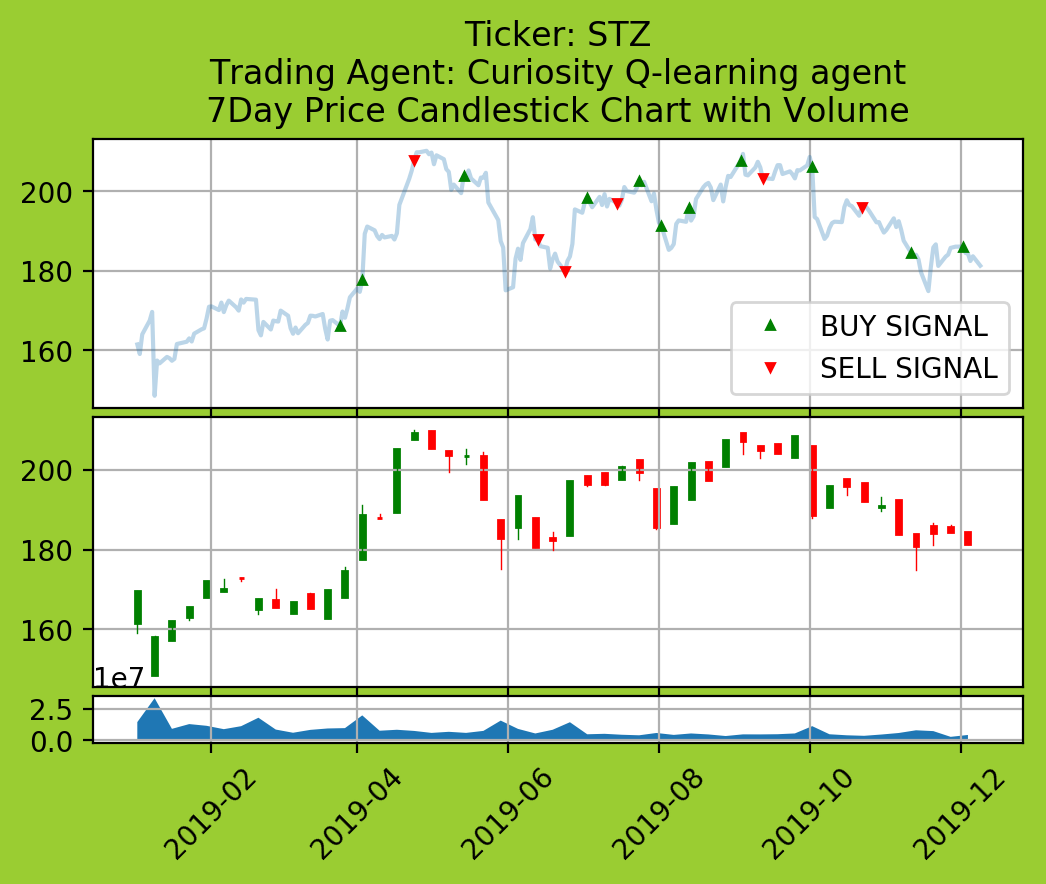 Ticker: STZ
Trading Agent: Curiosity Q-learning agent
7Day Price Candlestick Chart with Volume
200
180
160
BUY SIGNAL
SELL SIGNAL
200
180
160
1e7
2.5
0.0
2019-02
2019-04
2019-06
2019-08
2019-10
2019-12